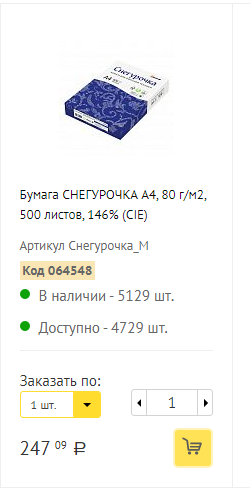 Снегурочка
A4
Бумага СНЕГУРОЧКА А4, 80 г/м2,
500 листов, 146% (CIE)
Артикул Снегурочка_М
Код 064548
В наличии - 5129 шт.
Доступно - 4729 шт.
Заказать по:
1 шт.
1
247 09 ₽